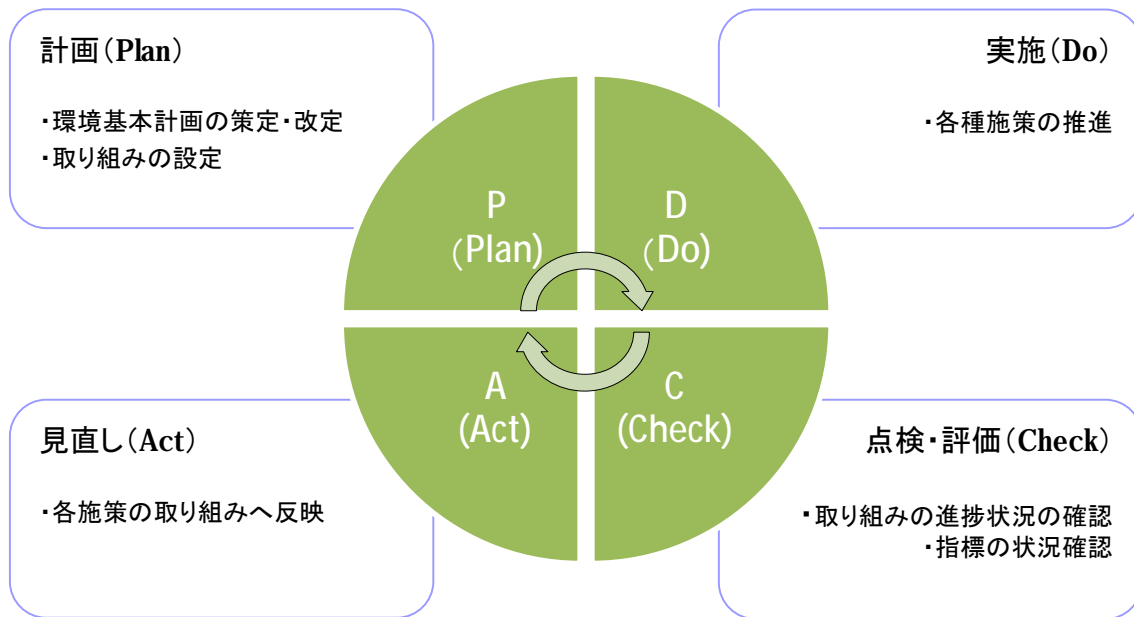 計画(Plan)
・環境基本計画の策定・改定
・取り組みの設定
実施(Do)
・各種施策の推進
P
(Plan)
D
(Do)
A
(Act)
C
(Check)
見直し(Act)
・各施策の取り組みへ反映
点検・評価(Check)
・取り組みの進捗状況の確認
・指標の状況確認